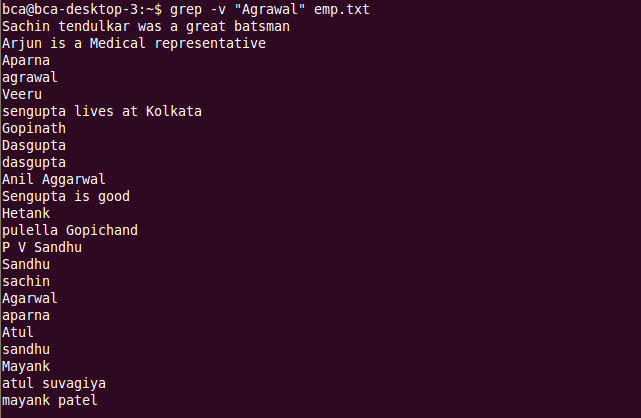 bca@bca-desktop-3:~$ grep -v "Agrawal" emp.txt
Sachin tendulkar was a great batsman
Arjun is a Medical representative
Aparna
agrawal
Veeru
sengupta lives at Kolkata
Gopinath
Dasgupta
dasgupta
Anil Aggarwal
Sengupta is good
Hetank
pulella Gopichand
P V Sandhu
Sandhu
sachin
Agarwal
aparna
Atul
sandhu
Mayank
atul suvagiya
mayank patel